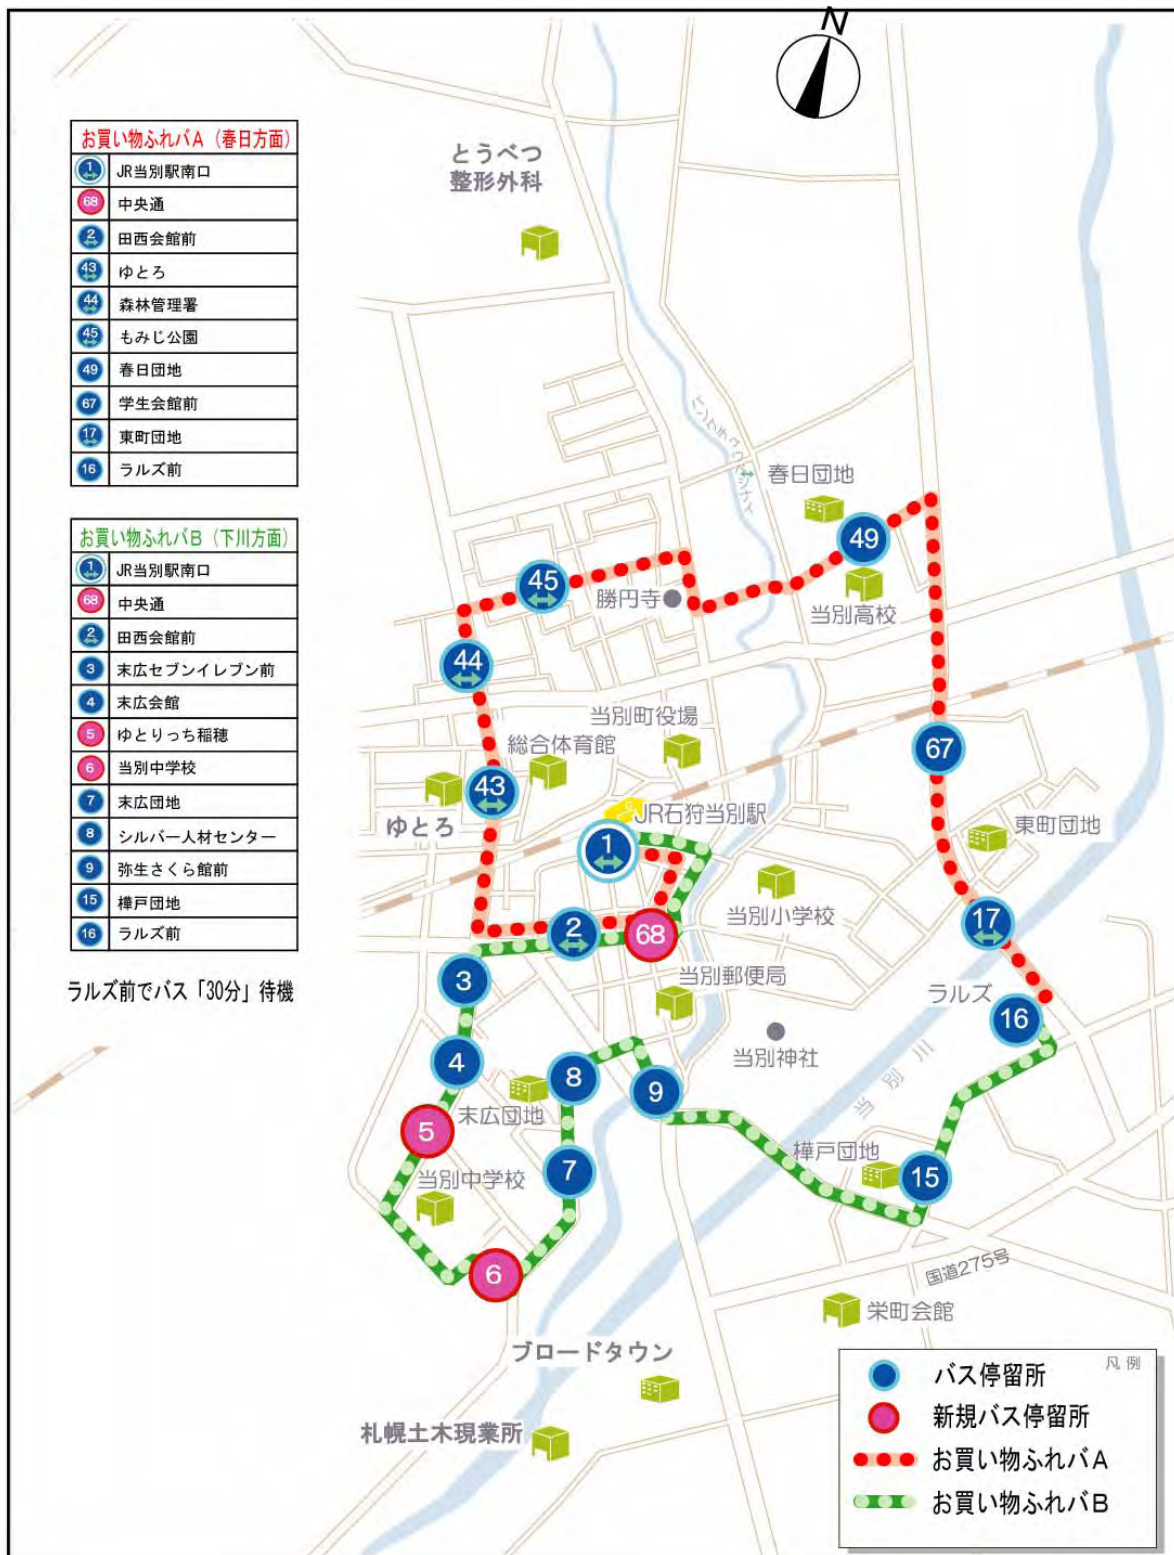 N
お買い物ふれバA（春日方面）
1 JR当別駅南口
68 中央通
2 田西会館前
43 ゆとろ
44 森林管理署
45 もみじ公園
49 春日団地
67 学生会館前
17 東町団地
16 ラルズ前
お買い物ふれバB（下川方面）
1 JR当別駅南口
68 中央通
2 田西会館前
3 末広セブンイレブン前
4 末広会館
5 ゆとりっち稲穂
6 当別中学校
7 末広団地
8 シルバー人材センター
9 弥生さくら館前
15 樺戸団地
16 ラルズ前
ラルズ前でバス「30分」待機
とうべつ
整形外科
春日団地
49
45
勝円寺
当別高校
44
当別町役場
総合体育館
67
43
ゆとろ
JR石狩当別駅
1
東町団地
当別小学校
17
2
68
3
当別郵便局
ラルズ
16
当別神社
4
8
9
当別川
末広団地
5
樺戸団地
7
15
当別中学校
6
国道275号
栄町会館
ブロードタウン
札幌土木現業所
凡例
バス停留所
新規バス停留所
お買い物ふれバA
お買い物ふれバB